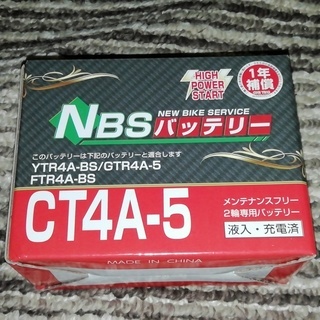 HIGH
POWER
START
1年
補償
NEW BIKE SERVICE
NBSバッテリー
このバッテリーは下記のバッテリーと適合します
YTR4A-BS/GTR4A-5
FTR4A-BS
CT4A-5
メンテナンスフリー
2輪専用バッテリー
液入・充電済
MADE IN CHINA